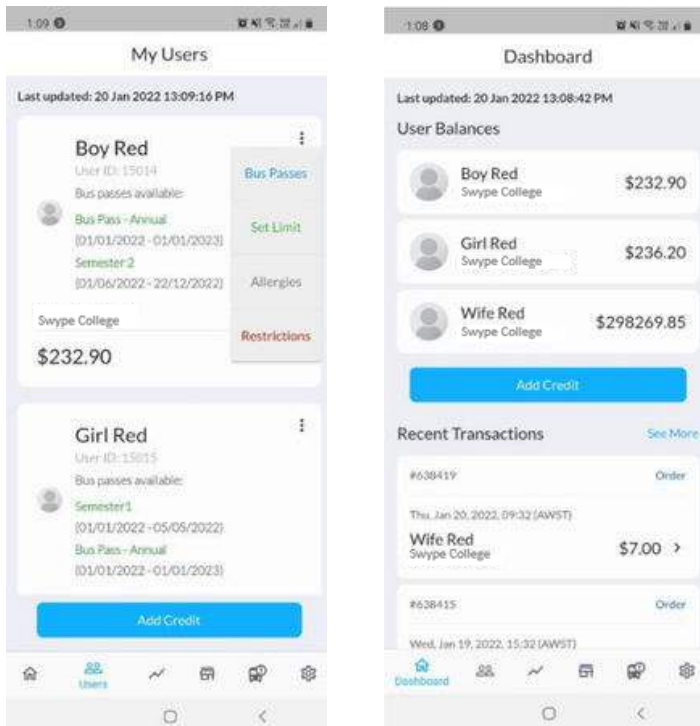 1:09
My Users
Last updated: 20 Jan 2022 13:09:16 PM
Boy Red
User ID: 15014
Bus passes available:
Bus Pass - Annual
(01/01/2022 - 01/01/2023)
Semester 2
(01/06/2022 - 22/12/2022)
Bus Passes
Set Limit
Allergies
Restrictions
Swype College
$232.90
Girl Red
User ID: 15015
Bus passes available:
Semester1
(01/01/2022 - 05/05/2022)
Bus Pass - Annual
(01/01/2022 - 01/01/2023)
Add Credit
Users
1:08
Dashboard
Last updated: 20 Jan 2022 13:08:42 PM
User Balances
Boy Red
Swype College
$232.90
Girl Red
Swype College
$236.20
Wife Red
Swype College
$298269.85
Add Credit
Recent Transactions
See More
#638419
Order
Thu, Jan 20, 2022, 09:32 (AWST)
Wife Red
Swype College
$7.00
#638415
Order
Wed, Jan 19, 2022, 15:32 (AWST)
Dashboard